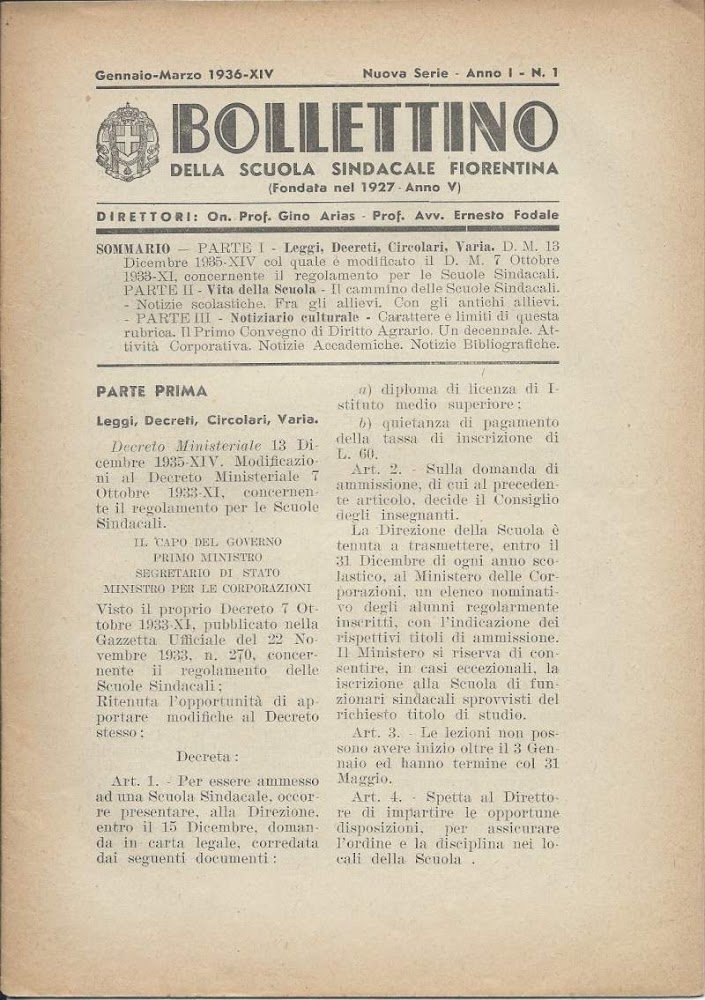 Gennaio-Marzo 1936-XIV Nuova Serie - Anno I - N. 1
BOLLETTINO
DELLA SCUOLA SINDACALE FIORENTINA
(Fondata nel 1927 - Anno V)
DIRETTORI: On. Prof. Gino Arias - Prof. Avv. Ernesto Fodale
SOMMARIO — PARTE I - Leggi, Decreti, Circolari, Varia. D. M. 13
Dicembre 1935-XIV col quale è modificato il D. M. 7 Ottobre
1933-XI, concernente il regolamento per le Scuole Sindacali.
PARTE II - Vita della Scuola - Il cammino delle Scuole Sindacali.
- Notizie scolastiche. Fra gli allievi. Con gli antichi allievi.
- PARTE III - Notiziario culturale - Carattere e limiti di questa
rubrica. Il Primo Convegno di Diritto Agrario. Un decennale. At-
tività Corporativa. Notizie Accademiche. Notizie Bibliografiche.
PARTE PRIMA
Leggi, Decreti, Circolari, Varia.
Decreto Ministeriale 13 Di-
cembre 1935-XIV. Modificazio-
ni al Decreto Ministeriale 7
Ottobre 1933-XI, concernen-
te il regolamento per le Scuole
Sindacali.
IL CAPO DEL GOVERNO
PRIMO MINISTRO
SEGRETARIO DI STATO
MINISTRO PER LE CORPORAZIONI
Visto il proprio Decreto 7 Ot-
tobre 1933-XI, pubblicato nella
Gazzetta Ufficiale del 22 No-
vembre 1933, n. 270, concer-
nente il regolamento delle
Scuole Sindacali;
Ritenuta l'opportunità di ap-
portare modifiche al Decreto
stesso;
Decreta:
Art. 1. - Per essere ammesso
ad una Scuola Sindacale, occor-
re presentare, alla Direzione,
entro il 15 Dicembre, doman-
da in carta legale, corredata
dai seguenti documenti:
a) diploma di licenza di I-
stituto medio superiore;
b) quietanza di pagamento
della tassa di inscrizione di
L. 60.
Art. 2. - Sulla domanda di
ammissione, di cui al preceden-
te articolo, decide il Consiglio
degli insegnanti.
La Direzione della Scuola è
tenuta a trasmettere, entro il
31 Dicembre di ogni anno sco-
lastico, al Ministero delle Cor-
porazioni, un elenco nominati-
vo degli alunni regolarmente
inscritti, con l'indicazione dei
rispettivi titoli di ammissione.
Il Ministero si riserva di con-
sentire, in casi eccezionali, la
iscrizione alla Scuola di fun-
zionari sindacali sprovvisti del
richiesto titolo di studio.
Art. 3. - Le lezioni non pos-
sono avere inizio oltre il 3 Gen-
naio ed hanno termine col 31
Maggio.
Art. 4. - Spetta al Diretto-
re di impartire le opportune
disposizioni, per assicurare
l'ordine e la disciplina nei lo-
cali della Scuola .